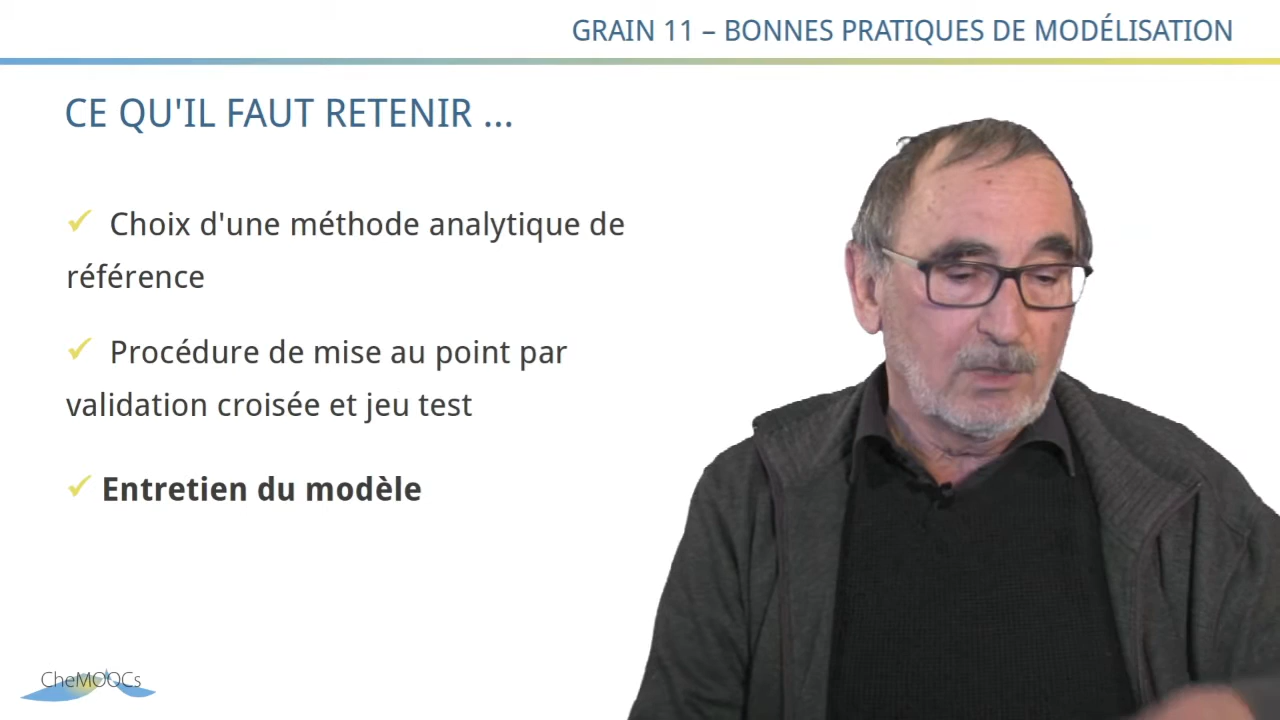 GRAIN 11 – BONNES PRATIQUES DE MODÉLISATION
CE QU'IL FAUT RETENIR ...
✓ Choix d'une méthode analytique de
référence
✓ Procédure de mise au point par
validation croisée et jeu test
✓ Entretien du modèle
CheMOOCs